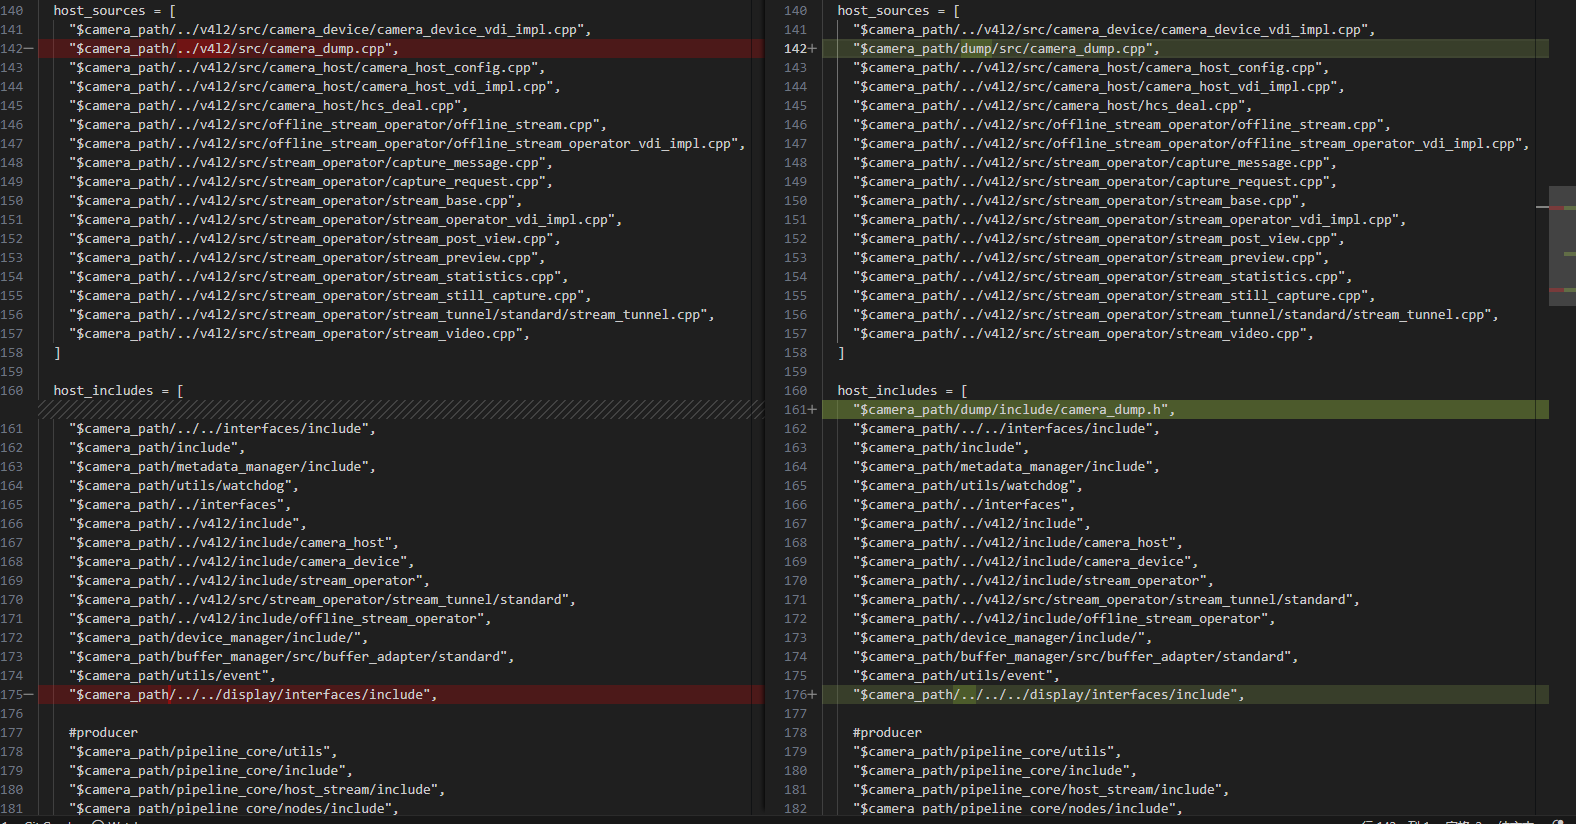 140 host_sources = [
141 "$camera_path/../v4l2/src/camera_device/camera_device_vdi_impl.cpp",
142− "$camera_path/../v4l2/src/camera_dump.cpp",
143 "$camera_path/../v4l2/src/camera_host/camera_host_config.cpp",
144 "$camera_path/../v4l2/src/camera_host/camera_host_vdi_impl.cpp",
145 "$camera_path/../v4l2/src/camera_host/hcs_deal.cpp",
146 "$camera_path/../v4l2/src/offline_stream_operator/offline_stream.cpp",
147 "$camera_path/../v4l2/src/offline_stream_operator/offline_stream_operator_vdi_impl.cpp",
148 "$camera_path/../v4l2/src/stream_operator/capture_message.cpp",
149 "$camera_path/../v4l2/src/stream_operator/capture_request.cpp",
150 "$camera_path/../v4l2/src/stream_operator/stream_base.cpp",
151 "$camera_path/../v4l2/src/stream_operator/stream_operator_vdi_impl.cpp",
152 "$camera_path/../v4l2/src/stream_operator/stream_post_view.cpp",
153 "$camera_path/../v4l2/src/stream_operator/stream_preview.cpp",
154 "$camera_path/../v4l2/src/stream_operator/stream_statistics.cpp",
155 "$camera_path/../v4l2/src/stream_operator/stream_still_capture.cpp",
156 "$camera_path/../v4l2/src/stream_operator/stream_tunnel/standard/stream_tunnel.cpp",
157 "$camera_path/../v4l2/src/stream_operator/stream_video.cpp",
158 ]
159
160 host_includes = [
161 "$camera_path/../../interfaces/include",
162 "$camera_path/include",
163 "$camera_path/metadata_manager/include",
164 "$camera_path/utils/watchdog",
165 "$camera_path/../interfaces",
166 "$camera_path/../v4l2/include",
167 "$camera_path/../v4l2/include/camera_host",
168 "$camera_path/../v4l2/include/camera_device",
169 "$camera_path/../v4l2/include/stream_operator",
170 "$camera_path/../v4l2/src/stream_operator/stream_tunnel/standard",
171 "$camera_path/../v4l2/include/offline_stream_operator",
172 "$camera_path/device_manager/include/",
173 "$camera_path/buffer_manager/src/buffer_adapter/standard",
174 "$camera_path/utils/event",
175− "$camera_path/../../display/interfaces/include",
176
177 #producer
178 "$camera_path/pipeline_core/utils",
179 "$camera_path/pipeline_core/include",
180 "$camera_path/pipeline_core/host_stream/include",
181 "$camera_path/pipeline_core/nodes/include",
140 host_sources = [
141 "$camera_path/../v4l2/src/camera_device/camera_device_vdi_impl.cpp",
142+ "$camera_path/dump/src/camera_dump.cpp",
143 "$camera_path/../v4l2/src/camera_host/camera_host_config.cpp",
144 "$camera_path/../v4l2/src/camera_host/camera_host_vdi_impl.cpp",
145 "$camera_path/../v4l2/src/camera_host/hcs_deal.cpp",
146 "$camera_path/../v4l2/src/offline_stream_operator/offline_stream.cpp",
147 "$camera_path/../v4l2/src/offline_stream_operator/offline_stream_operator_vdi_impl.cpp",
148 "$camera_path/../v4l2/src/stream_operator/capture_message.cpp",
149 "$camera_path/../v4l2/src/stream_operator/capture_request.cpp",
150 "$camera_path/../v4l2/src/stream_operator/stream_base.cpp",
151 "$camera_path/../v4l2/src/stream_operator/stream_operator_vdi_impl.cpp",
152 "$camera_path/../v4l2/src/stream_operator/stream_post_view.cpp",
153 "$camera_path/../v4l2/src/stream_operator/stream_preview.cpp",
154 "$camera_path/../v4l2/src/stream_operator/stream_statistics.cpp",
155 "$camera_path/../v4l2/src/stream_operator/stream_still_capture.cpp",
156 "$camera_path/../v4l2/src/stream_operator/stream_tunnel/standard/stream_tunnel.cpp",
157 "$camera_path/../v4l2/src/stream_operator/stream_video.cpp",
158 ]
159
160 host_includes = [
161+ "$camera_path/dump/include/camera_dump.h",
162 "$camera_path/../../interfaces/include",
163 "$camera_path/include",
164 "$camera_path/metadata_manager/include",
165 "$camera_path/utils/watchdog",
166 "$camera_path/../interfaces",
167 "$camera_path/../v4l2/include",
168 "$camera_path/../v4l2/include/camera_host",
169 "$camera_path/../v4l2/include/camera_device",
170 "$camera_path/../v4l2/include/stream_operator",
171 "$camera_path/../v4l2/src/stream_operator/stream_tunnel/standard",
172 "$camera_path/../v4l2/include/offline_stream_operator",
173 "$camera_path/device_manager/include/",
174 "$camera_path/buffer_manager/src/buffer_adapter/standard",
175 "$camera_path/utils/event",
176+ "$camera_path/../../../display/interfaces/include",
177
178 #producer
179 "$camera_path/pipeline_core/utils",
180 "$camera_path/pipeline_core/include",
181 "$camera_path/pipeline_core/host_stream/include",
182 "$camera_path/pipeline_core/nodes/include",